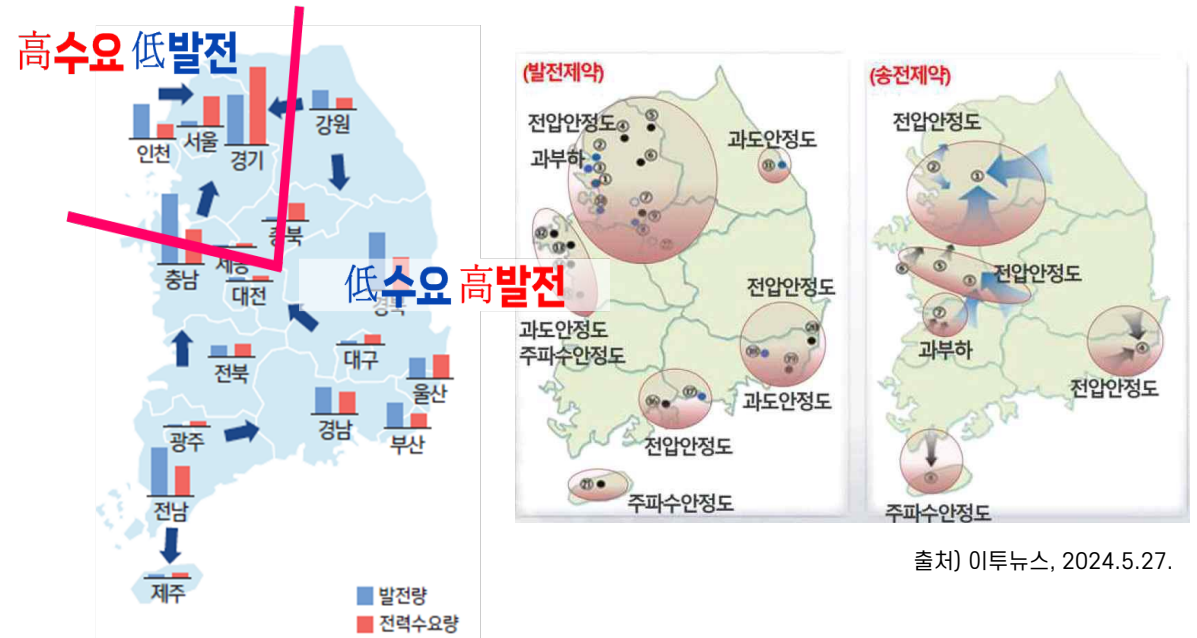 高수요 低발전
인천
서울
경기
강원
충남
세종
충북
대전
低수요 高발전
경북
전북
대구
울산
광주
경남
부산
전남
제주
발전량
전력수요량
(발전제약)
전압안정도
과부하
과도안정도
과도안정도
주파수안정도
전압안정도
과도안정도
전압안정도
주파수안정도
(송전제약)
전압안정도
전압안정도
과부하
전압안정도
주파수안정도
출처) 이투뉴스, 2024.5.27.